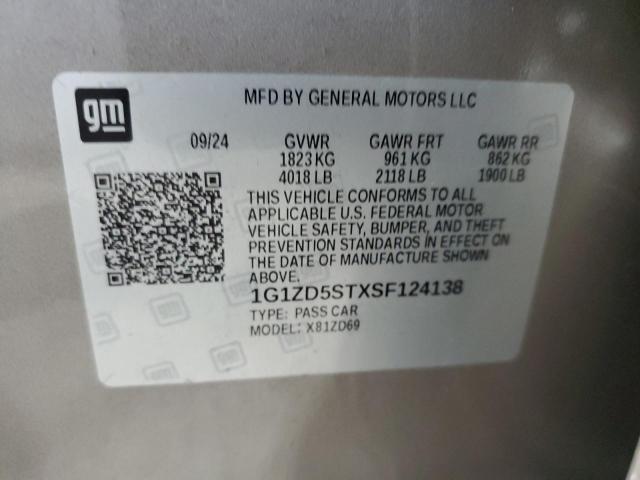 gm
MFD BY GENERAL MOTORS LLC
09/24 GVWR GAWR FRT GAWR RR
1823 KG 961 KG 862 KG
4018 LB 2118 LB 1900 LB
THIS VEHICLE CONFORMS TO ALL
APPLICABLE U.S. FEDERAL MOTOR
VEHICLE SAFETY, BUMPER, AND THEFT
PREVENTION STANDARDS IN EFFECT ON
THE DATE OF MANUFACTURE SHOWN
ABOVE.
1G1ZD5STXSF124138
TYPE: PASS CAR
MODEL: X81ZD69